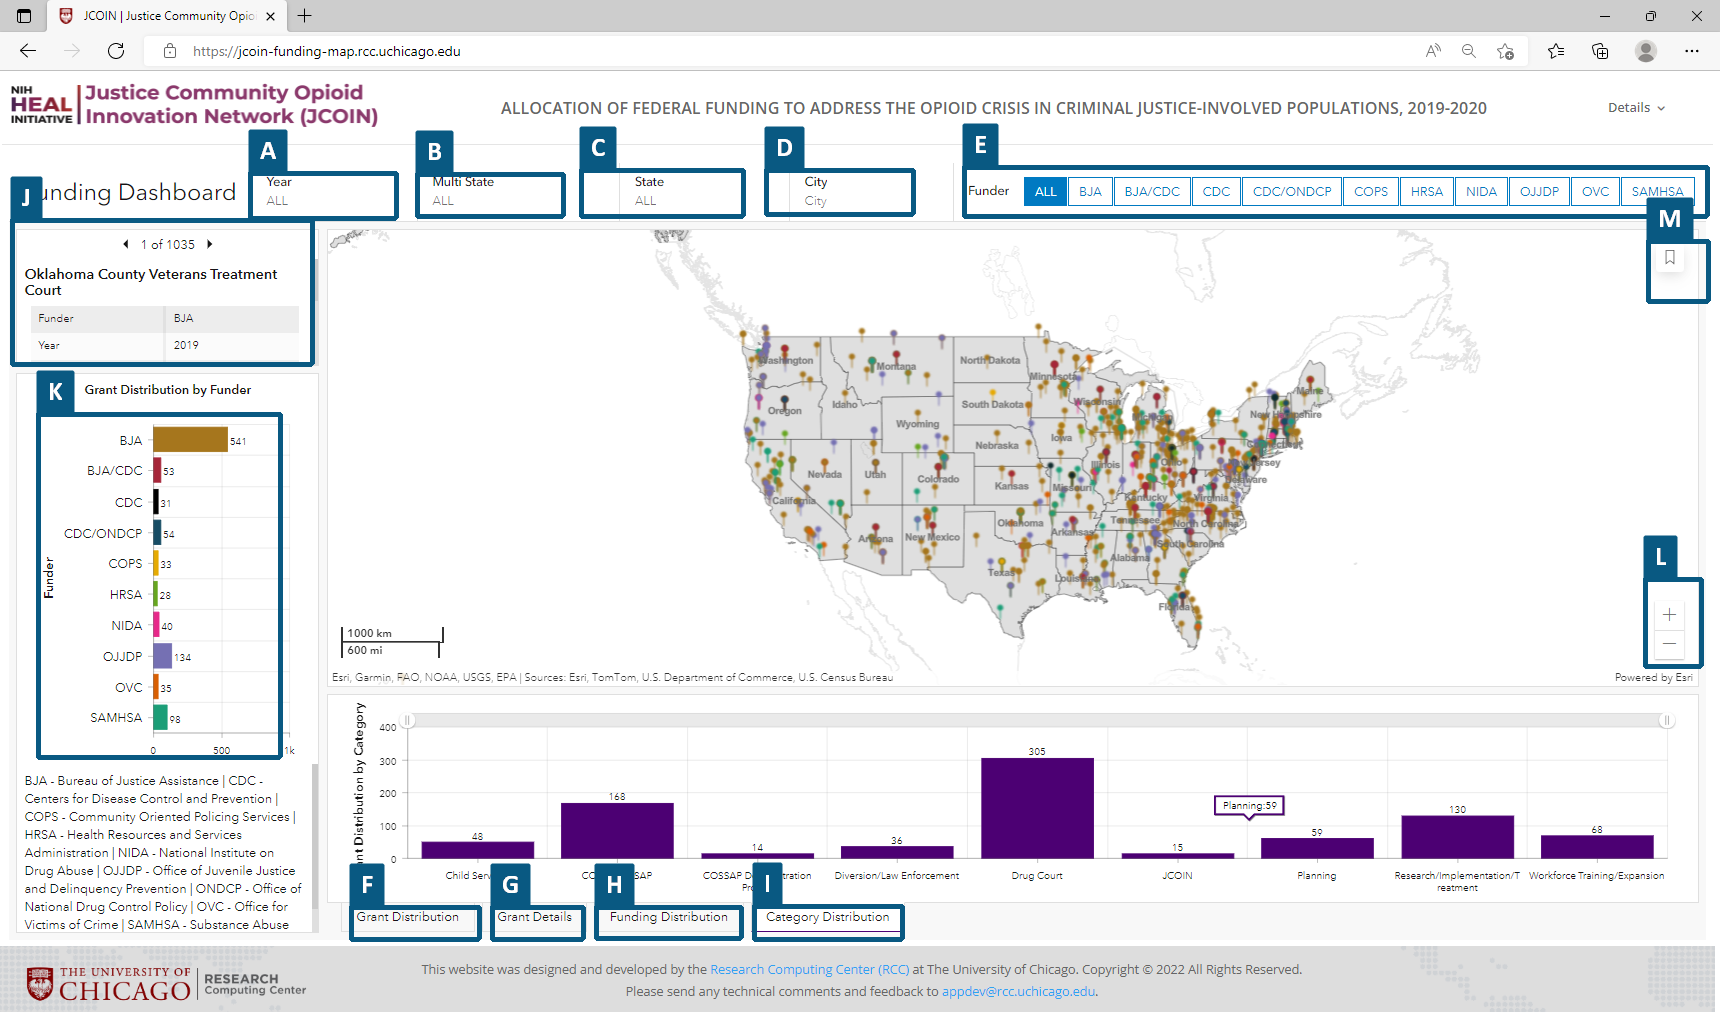 JCOIN | Justice Community Opio
https://jcoin-funding-map.rcc.uchicago.edu
NIH
HEAL
INITIATIVE
Justice Community Opioid
Innovation Network (JCOIN)
ALLOCATION OF FEDERAL FUNDING TO ADDRESS THE OPIOID CRISIS IN CRIMINAL JUSTICE-INVOLVED POPULATIONS, 2019-2020
Details
A
B
C
D
E
J
unding Dashboard
Year
ALL
Multi State
ALL
State
ALL
City
City
Funder ALL BJA BJA/CDC CDC CDC/ONDCP COPS HRSA NIDA OJJDP OVC SAMHSA
M
1 of 1035
Oklahoma County Veterans Treatment
Court
Funder BJA
Year 2019
K
Grant Distribution by Funder
Funder
BJA 541
BJA/CDC 53
CDC 31
CDC/ONDCP 54
COPS 33
HRSA 28
NIDA 40
OJJDP 134
OVC 35
SAMHSA 98
0 500 1k
BJA - Bureau of Justice Assistance | CDC -
Centers for Disease Control and Prevention |
COPS - Community Oriented Policing Services |
HRSA - Health Resources and Services
Administration | NIDA - National Institute on
Drug Abuse | OJJDP - Office of Juvenile Justice
and Delinquency Prevention | ONDCP - Office of
National Drug Control Policy | OVC - Office for
Victims of Crime | SAMHSA - Substance Abuse
Washington
Montana
North Dakota
Minnesota
Maine
Oregon
Idaho
South Dakota
Wisconsin
Michigan
New Hampshire
Wyoming
Iowa
Nebraska
Connecticut
Nevada
Utah
Colorado
Illinois
Ohio
Jersey
Delaware
Kansas
Missouri
California
Kentucky
Virginia
Arizona
New Mexico
Oklahoma
Arkansas
Tennessee
North Carolina
South Carolina
Alabama
Texas
Louisiana
Florida
L
1000 km
600 mi
Esri, Garmin, FAO, NOAA, USGS, EPA | Sources: Esri, TomTom, U.S. Department of Commerce, U.S. Census Bureau
Powered by Esri
nt Distribution by Category
400
300
200
100
0
48
168
14
36
305
15
Planning:59
59
130
68
Child Serv
CO
SAP
COSSAP D
tration
Pro
Diversion/Law Enforcement
Drug Court
JCOIN
Planning
Research/Implementation/T
reatment
Workforce Training/Expansion
F
G
H
I
Grant Distribution
Grant Details
Funding Distribution
Category Distribution
THE UNIVERSITY OF
CHICAGO
RESEARCH
Computing Center
This website was designed and developed by the Research Computing Center (RCC) at The University of Chicago. Copyright © 2022 All Rights Reserved.
Please send any technical comments and feedback to appdev@rcc.uchicago.edu.